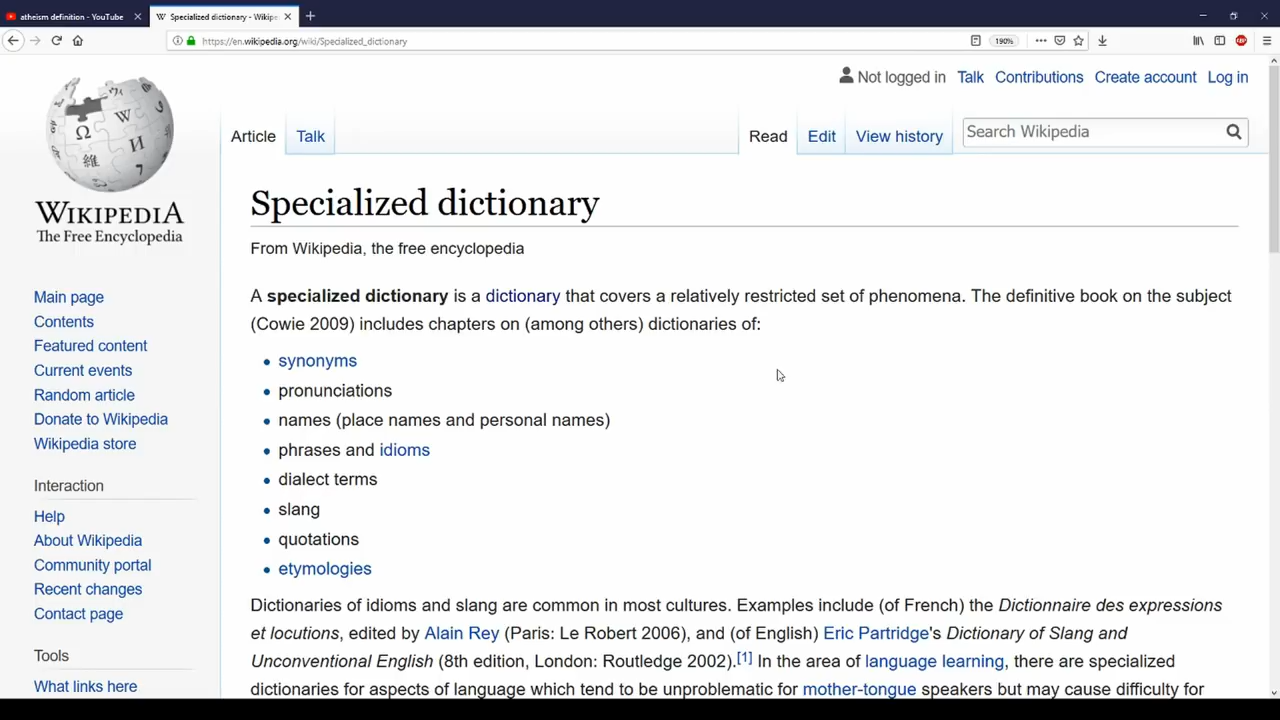 atheism definition - YouTube
W Specialized dictionary - Wikipe
https://en.wikipedia.org/wiki/Specialized_dictionary
190%
Not logged in Talk Contributions Create account Log in
Article Talk Read Edit View history Search Wikipedia
WIKIPEDIA
The Free Encyclopedia
Specialized dictionary
From Wikipedia, the free encyclopedia
A specialized dictionary is a dictionary that covers a relatively restricted set of phenomena. The definitive book on the subject
(Cowie 2009) includes chapters on (among others) dictionaries of:
synonyms
pronunciations
names (place names and personal names)
phrases and idioms
dialect terms
slang
quotations
etymologies
Dictionaries of idioms and slang are common in most cultures. Examples include (of French) the Dictionnaire des expressions
et locutions, edited by Alain Rey (Paris: Le Robert 2006), and (of English) Eric Partridge's Dictionary of Slang and
Unconventional English (8th edition, London: Routledge 2002).[1] In the area of language learning, there are specialized
dictionaries for aspects of language which tend to be unproblematic for mother-tongue speakers but may cause difficulty for
Main page
Contents
Featured content
Current events
Random article
Donate to Wikipedia
Wikipedia store
Interaction
Help
About Wikipedia
Community portal
Recent changes
Contact page
Tools
What links here